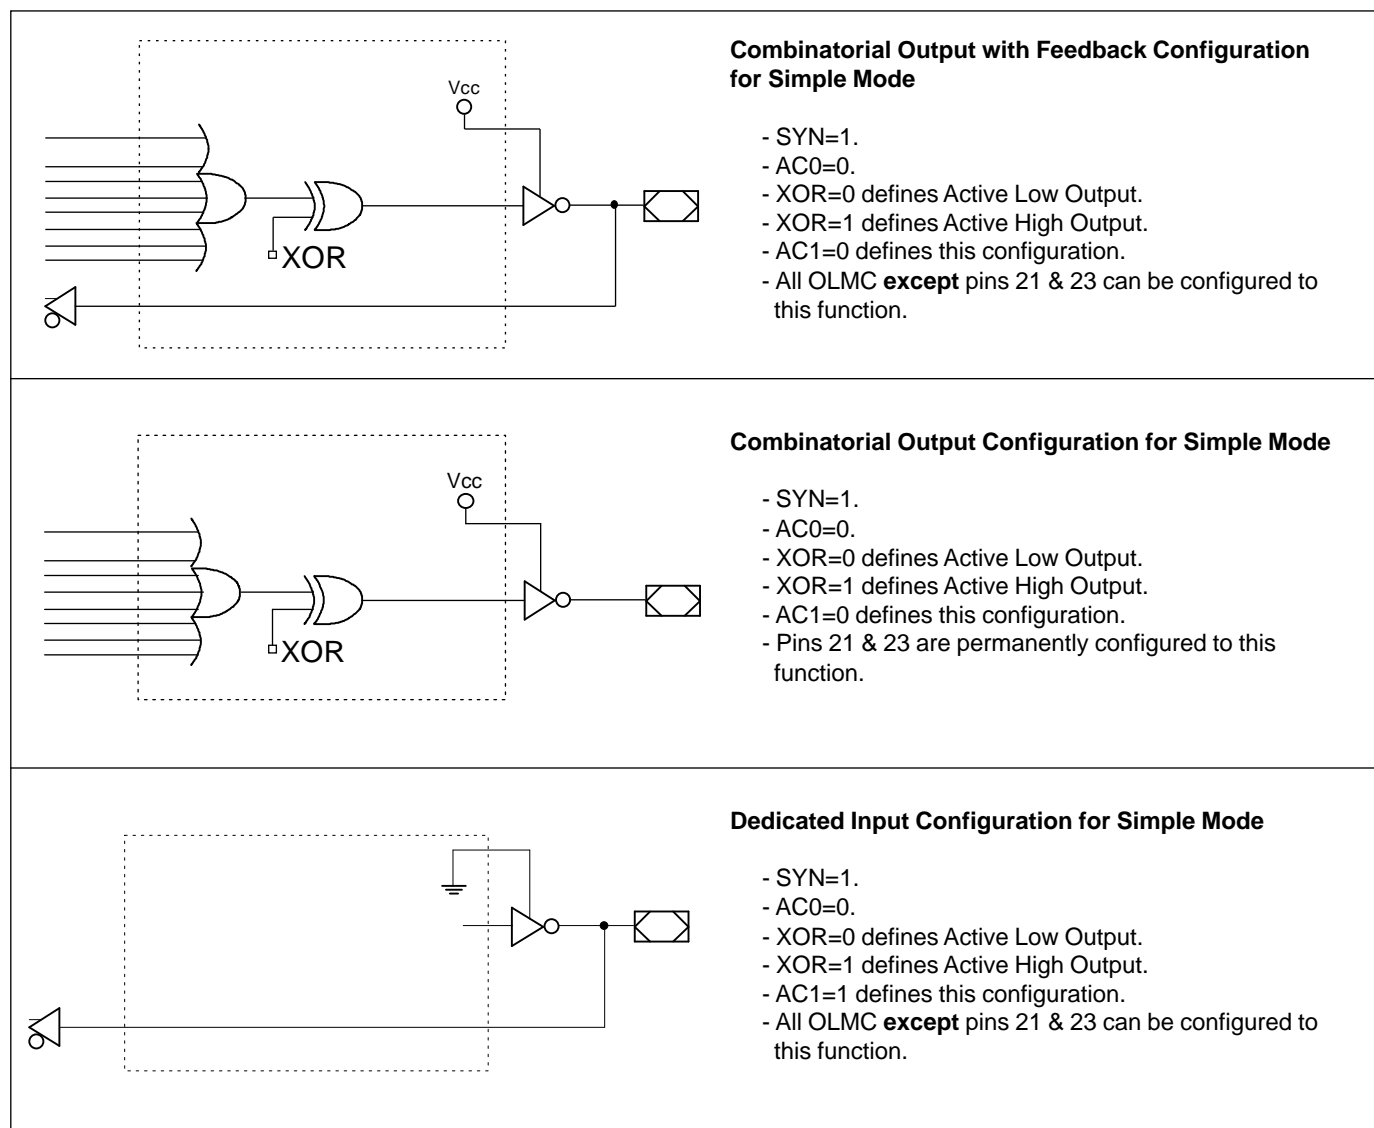 Combinatorial Output with Feedback Configuration
for Simple Mode
Vcc
XOR
- SYN=1.
- AC0=0.
- XOR=0 defines Active Low Output.
- XOR=1 defines Active High Output.
- AC1=0 defines this configuration.
- All OLMC except pins 21 & 23 can be configured to
this function.
Combinatorial Output Configuration for Simple Mode
Vcc
XOR
- SYN=1.
- AC0=0.
- XOR=0 defines Active Low Output.
- XOR=1 defines Active High Output.
- AC1=0 defines this configuration.
- Pins 21 & 23 are permanently configured to this
function.
Dedicated Input Configuration for Simple Mode
- SYN=1.
- AC0=0.
- XOR=0 defines Active Low Output.
- XOR=1 defines Active High Output.
- AC1=1 defines this configuration.
- All OLMC except pins 21 & 23 can be configured to
this function.